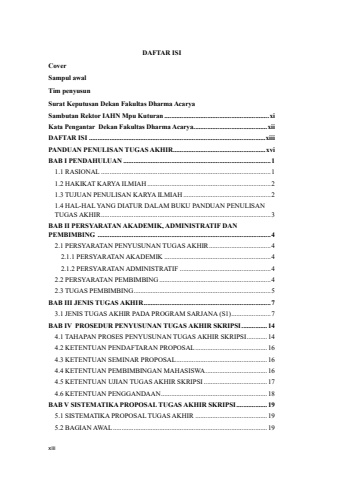 DAFTAR ISI
Cover
Sampul awal
Tim penyusun
Surat Keputusan Dekan Fakultas Dharma Acarya
Sambutan Rektor IAHN Mpu Kuturan ........ xi
Kata Pengantar Dekan Fakultas Dharma Acarya ........ xii
DAFTAR ISI ........ xiii
PANDUAN PENULISAN TUGAS AKHIR ........ xvi
BAB I PENDAHULUAN ........ 1
1.1 RASIONAL ........ 1
1.2 HAKIKAT KARYA ILMIAH ........ 2
1.3 TUJUAN PENULISAN KARYA ILMIAH ........ 2
1.4 HAL-HAL YANG DIATUR DALAM BUKU PANDUAN PENULISAN
TUGAS AKHIR ........ 3
BAB II PERSYARATAN AKADEMIK, ADMINISTRATIF DAN
PEMBIMBING ........ 4
2.1 PERSYARATAN PENYUSUNAN TUGAS AKHIR ........ 4
2.1.1 PERSYARATAN AKADEMIK ........ 4
2.1.2 PERSYARATAN ADMINISTRATIF ........ 4
2.2 PERSYARATAN PEMBIMBING ........ 4
2.3 TUGAS PEMBIMBING ........ 5
BAB III JENIS TUGAS AKHIR ........ 7
3.1 JENIS TUGAS AKHIR PADA PROGRAM SARJANA (S1) ........ 7
BAB IV PROSEDUR PENYUSUNAN TUGAS AKHIR SKRIPSI ........ 14
4.1 TAHAPAN PROSES PENYUSUNAN TUGAS AKHIR SKRIPSI ........ 14
4.2 KETENTUAN PENDAFTARAN PROPOSAL ........ 16
4.3 KETENTUAN SEMINAR PROPOSAL ........ 16
4.4 KETENTUAN PEMBIMBINGAN MAHASISWA ........ 16
4.5 KETENTUAN UJIAN TUGAS AKHIR SKRIPSI ........ 17
4.6 KETENTUAN PENGGANDAAN ........ 18
BAB V SISTEMATIKA PROPOSAL TUGAS AKHIR SKRIPSI ........ 19
5.1 SISTEMATIKA PROPOSAL TUGAS AKHIR ........ 19
5.2 BAGIAN AWAL ........ 19
xiii